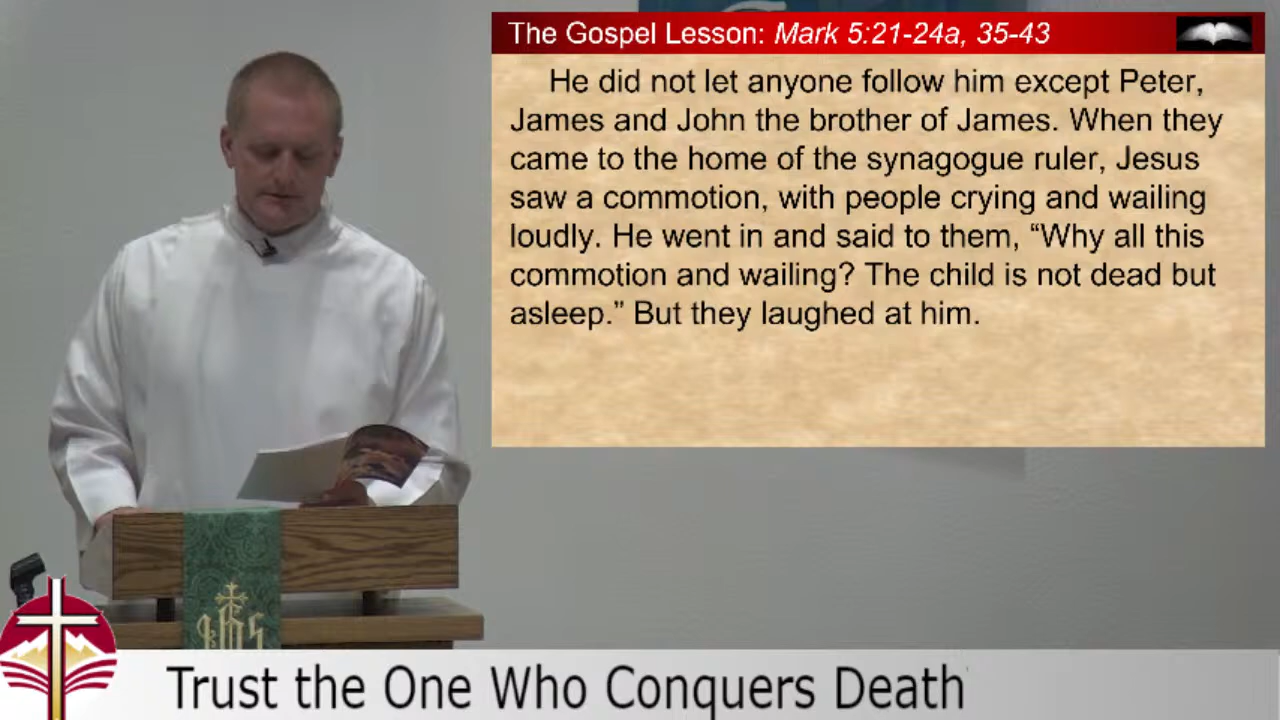 The Gospel Lesson: Mark 5:21-24a, 35-43
He did not let anyone follow him except Peter,
James and John the brother of James. When they
came to the home of the synagogue ruler, Jesus
saw a commotion, with people crying and wailing
loudly. He went in and said to them, “Why all this
commotion and wailing? The child is not dead but
asleep.” But they laughed at him.
IHS
Trust the One Who Conquers Death